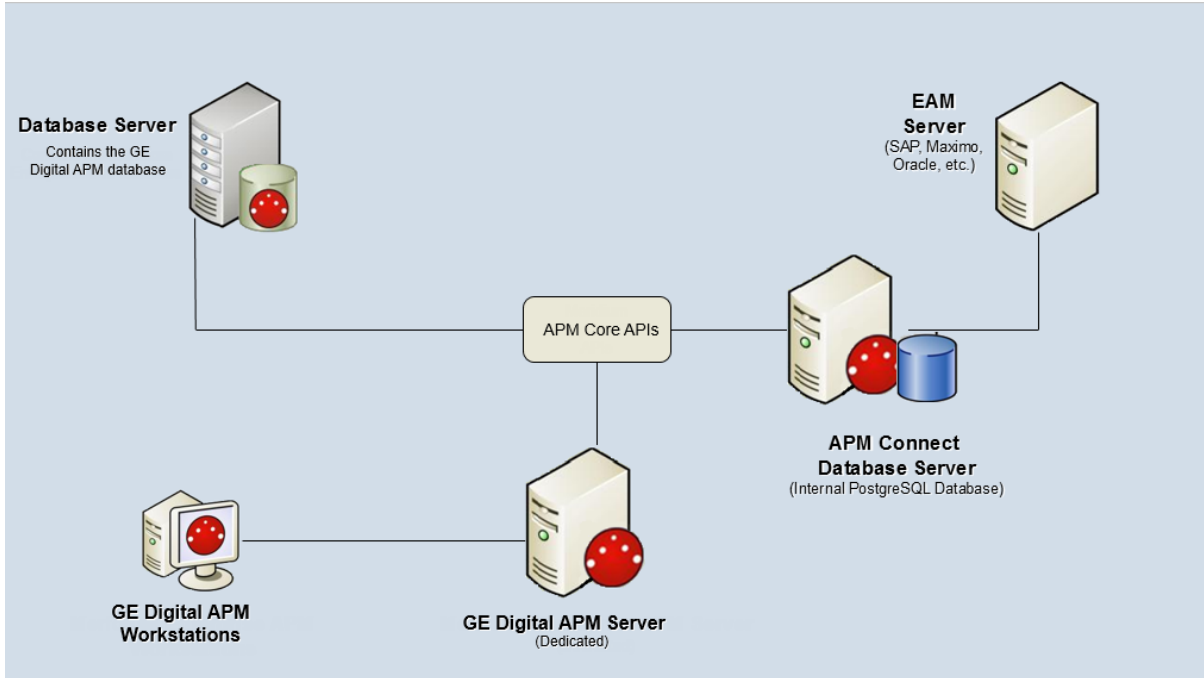 Database Server
Contains the GE
Digital APM database
EAM
Server
(SAP, Maximo,
Oracle, etc.)
APM Core APIs
APM Connect
Database Server
(Internal PostgreSQL Database)
GE Digital APM
Workstations
GE Digital APM Server
(Dedicated)